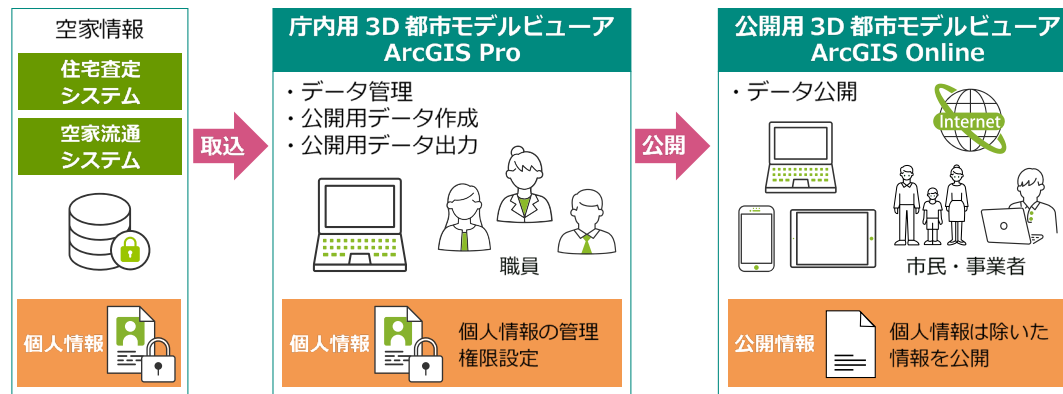 空家情報
住宅査定
システム
空家流通
システム
個人情報
取込
庁内用 3D 都市モデルビューア
ArcGIS Pro
・データ管理
・公開用データ作成
・公開用データ出力
職員
個人情報
個人情報の管理
権限設定
公開
公開用 3D 都市モデルビューア
ArcGIS Online
・データ公開
Internet
市民・事業者
公開情報
個人情報は除いた
情報を公開